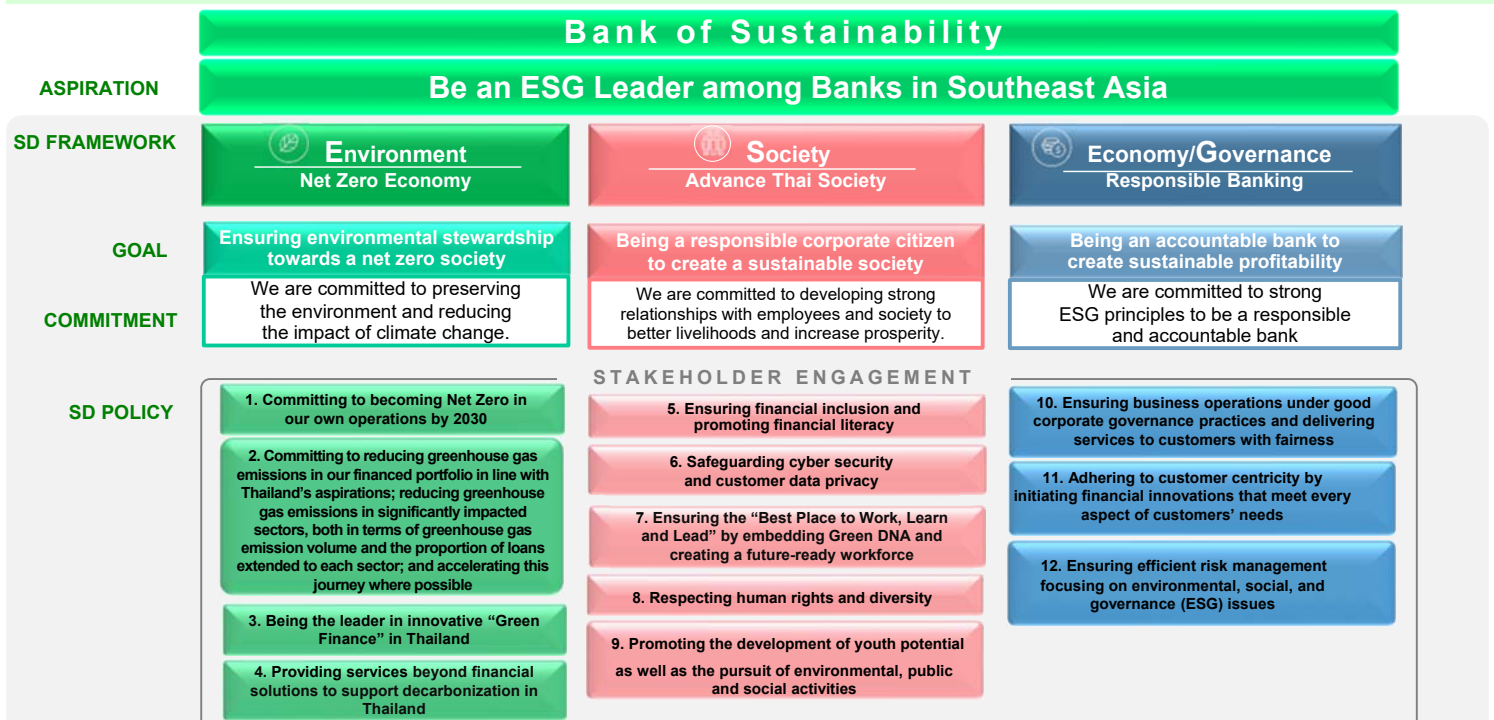 Bank of Sustainability
ASPIRATION
Be an ESG Leader among Banks in Southeast Asia
SD FRAMEWORK
Environment
Net Zero Economy
Society
Advance Thai Society
Economy/Governance
Responsible Banking
GOAL
Ensuring environmental stewardship
towards a net zero society
Being a responsible corporate citizen
to create a sustainable society
Being an accountable bank to
create sustainable profitability
COMMITMENT
We are committed to preserving
the environment and reducing
the impact of climate change.
We are committed to developing strong
relationships with employees and society to
better livelihoods and increase prosperity.
We are committed to strong
ESG principles to be a responsible
and accountable bank
STAKEHOLDER ENGAGEMENT
SD POLICY
1. Committing to becoming Net Zero in
our own operations by 2030
2. Committing to reducing greenhouse gas
emissions in our financed portfolio in line with
Thailand's aspirations; reducing greenhouse
gas emissions in significantly impacted
sectors, both in terms of greenhouse gas
emission volume and the proportion of loans
extended to each sector; and accelerating this
journey where possible
3. Being the leader in innovative “Green
Finance” in Thailand
4. Providing services beyond financial
solutions to support decarbonization in
Thailand
5. Ensuring financial inclusion and
promoting financial literacy
6. Safeguarding cyber security
and customer data privacy
7. Ensuring the “Best Place to Work, Learn
and Lead” by embedding Green DNA and
creating a future-ready workforce
8. Respecting human rights and diversity
9. Promoting the development of youth potential
as well as the pursuit of environmental, public
and social activities
10. Ensuring business operations under good
corporate governance practices and delivering
services to customers with fairness
11. Adhering to customer centricity by
initiating financial innovations that meet every
aspect of customers' needs
12. Ensuring efficient risk management
focusing on environmental, social, and
governance (ESG) issues